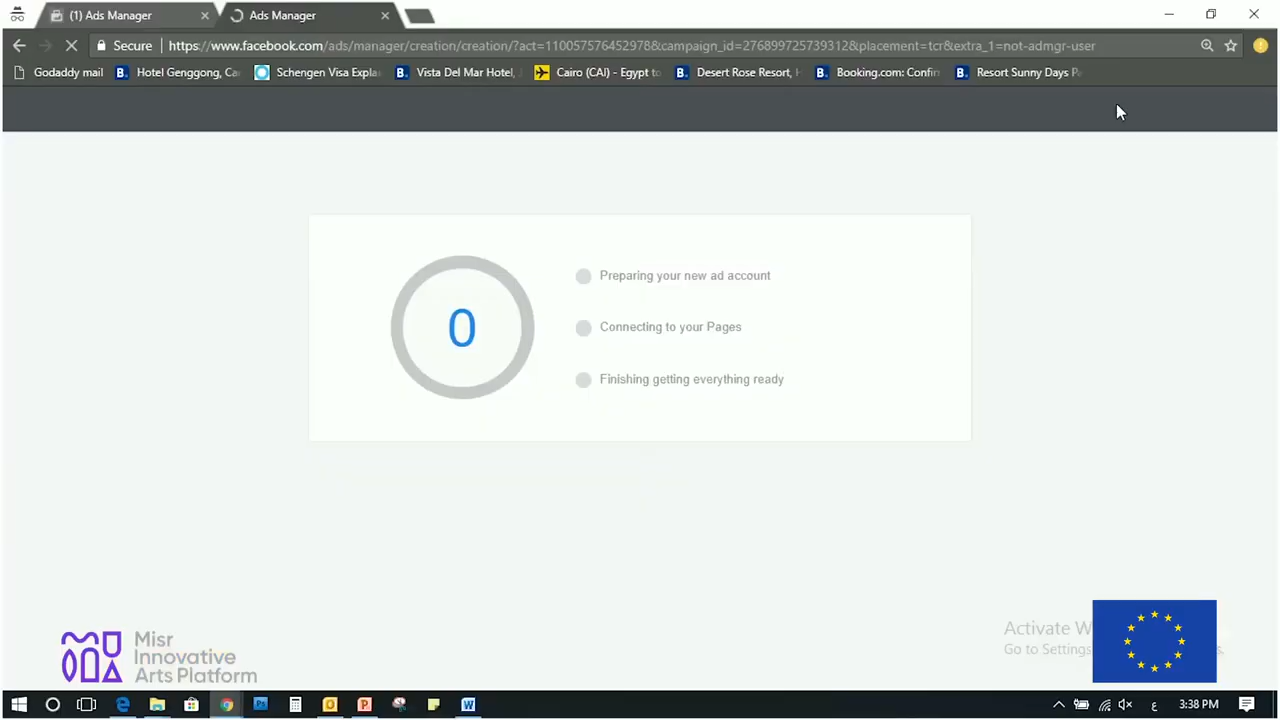 (1) Ads Manager
Ads Manager
Secure
https://www.facebook.com/ads/manager/creation/creation/?act=110057576452978&campaign_id=2768997257393​12&placement=tcr&extra_1=not-admgr-user
Godaddy mail
Hotel Genggong, Ca
Schengen Visa Expla
Vista Del Mar Hotel,
Cairo (CAI) - Egypt to
Desert Rose Resort, H
Booking.com: Confir
Resort Sunny Days Pa
0
Preparing your new ad account
Connecting to your Pages
Finishing getting everything ready
Misr
Innovative
Arts Platform
Activate W
Go to Settings
3:38 PM